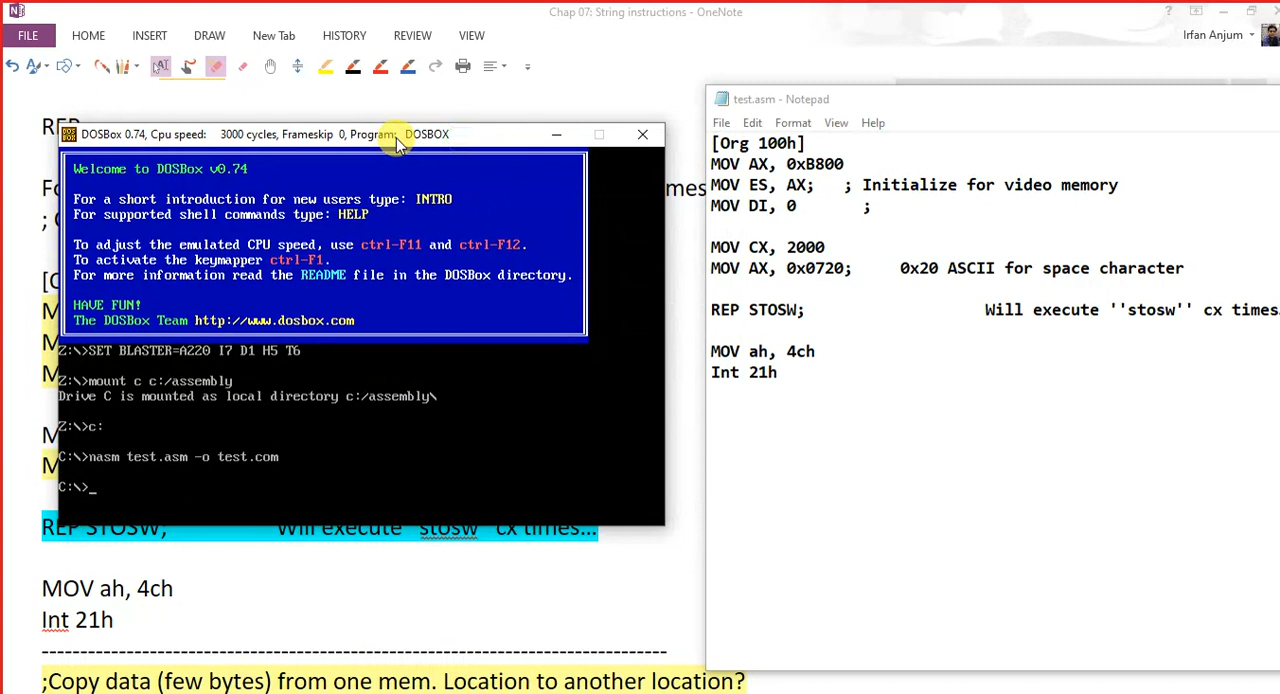 Chap 07: String instructions - OneNote
FILE HOME INSERT DRAW New Tab HISTORY REVIEW VIEW
Irfan Anjum
REP
mes
[
REP STOSW; Will execute ''stosw'' cx times...
MOV ah, 4ch
Int 21h
--------------------------------------------------------------------------------
;Copy data (few bytes) from one mem. Location to another location?
DOSBox 0.74, Cpu speed: 3000 cycles, Frameskip 0, Program: DOSBOX
Welcome to DOSBox v0.74
For a short introduction for new users type: INTRO
For supported shell commands type: HELP
To adjust the emulated CPU speed, use ctrl-F11 and ctrl-F12.
To activate the keymapper ctrl-F1.
For more information read the README file in the DOSBox directory.
HAVE FUN!
The DOSBox Team http://www.dosbox.com
Z:\>SET BLASTER=A220 I7 D1 H5 T6
Z:\>mount c c:/assembly
Drive C is mounted as local directory c:/assembly\
Z:\>c:
C:\>nasm test.asm -o test.com
C:\>_
test.asm - Notepad
File Edit Format View Help
[Org 100h]
MOV AX, 0xB800
MOV ES, AX; ; Initialize for video memory
MOV DI, 0 ;
MOV CX, 2000
MOV AX, 0x0720; 0x20 ASCII for space character
REP STOSW; Will execute ''stosw'' cx times
MOV ah, 4ch
Int 21h